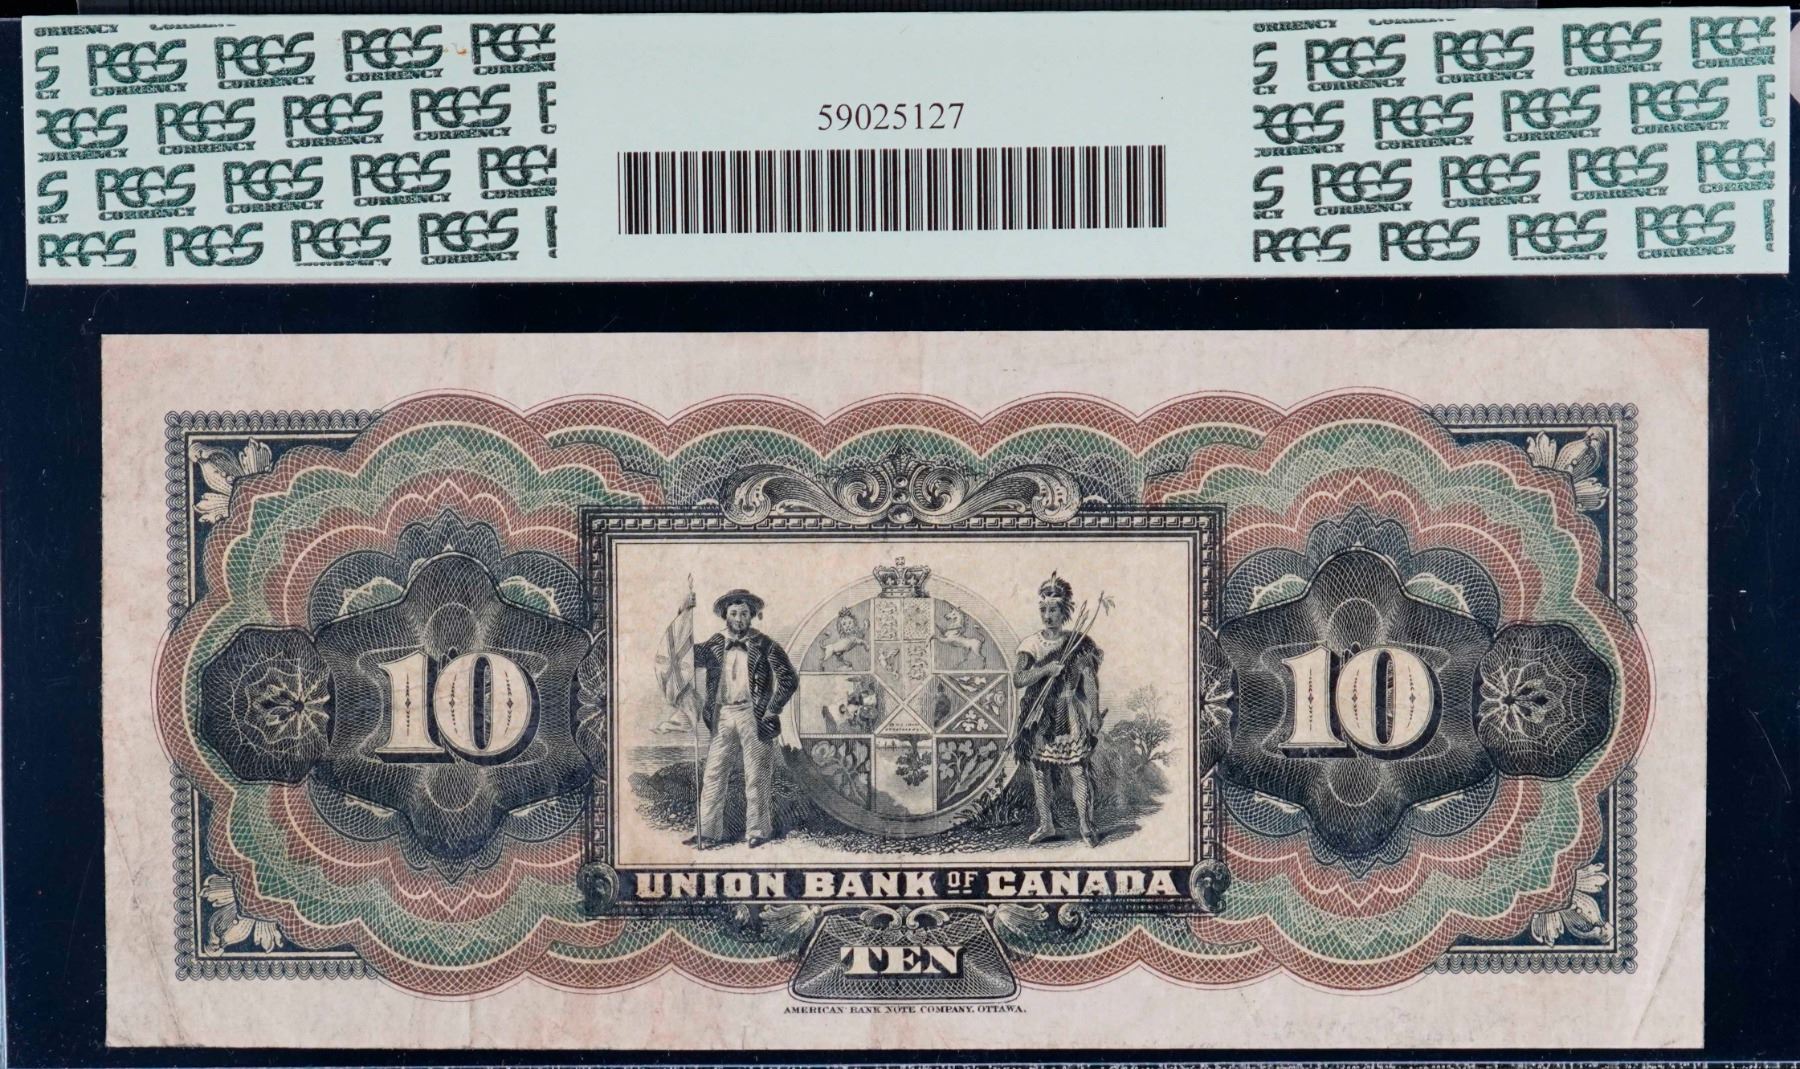 PCGS CURRENCY
59025127
10
10
UNION BANK OF CANADA
TEN
AMERICAN BANK NOTE COMPANY, OTTAWA.